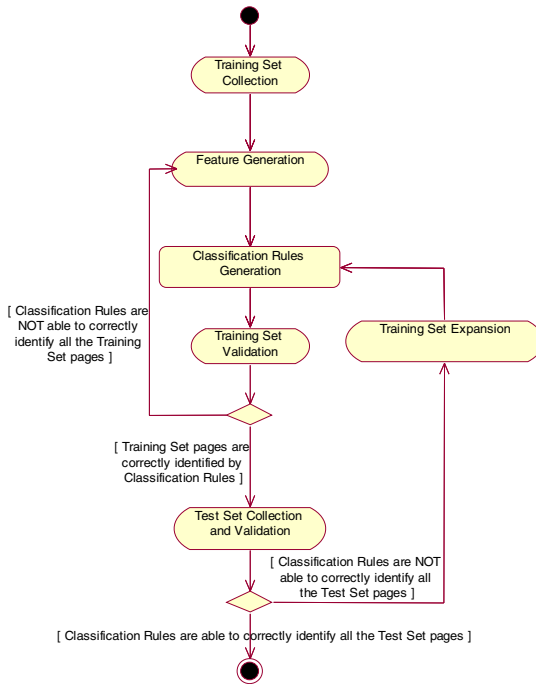 Training Set
Collection
Feature Generation
Classification Rules
Generation
[ Classification Rules are
NOT able to correctly
identify all the Training
Set pages ]
Training Set
Validation
Training Set Expansion
[ Training Set pages are
correctly identified by
Classification Rules ]
Test Set Collection
and Validation
[ Classification Rules are NOT
able to correctly identify all
the Test Set pages ]
[ Classification Rules are able to correctly identify all the Test Set pages ]